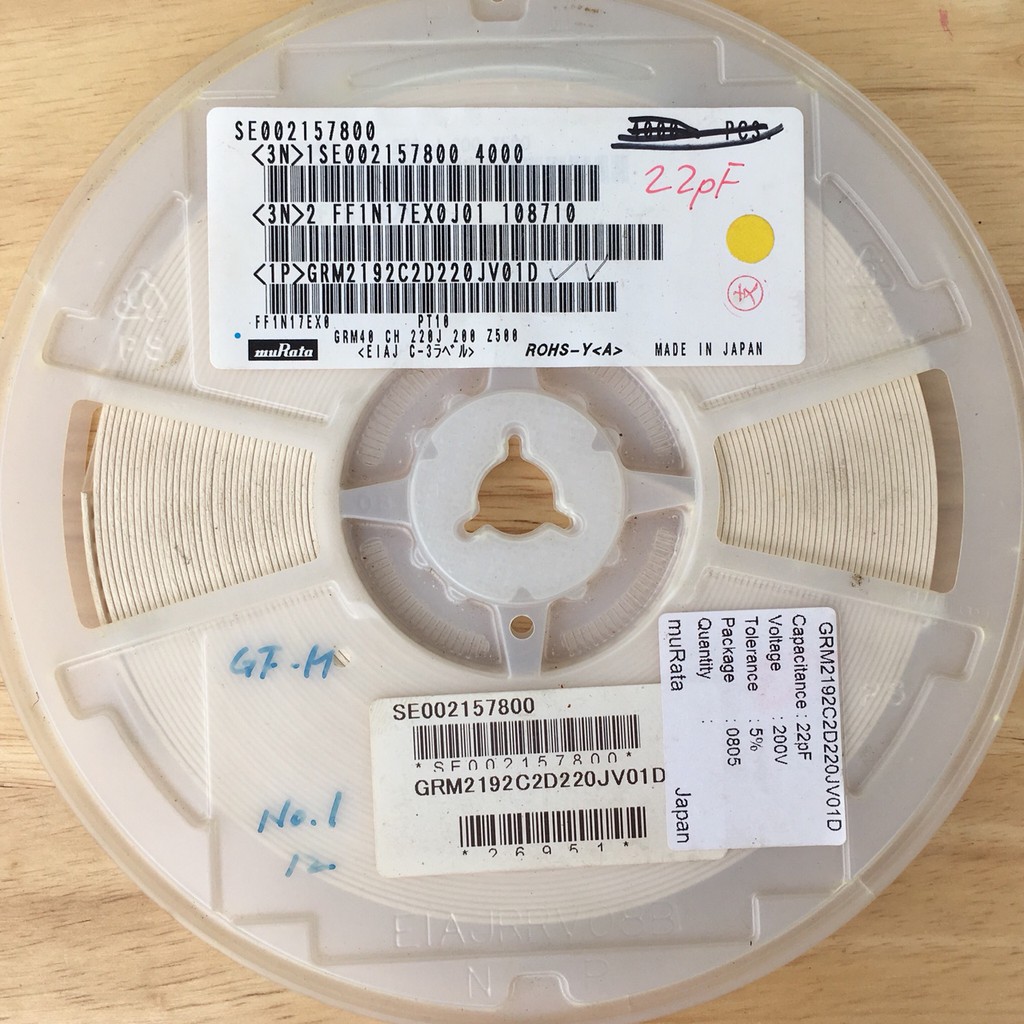 SE002157800
PCS.
<3N>1SE002157800 4000
22pF
<3N>2 FF1N17EX0J01 108710
<1P>GRM2192C2D220JV01D
FF1N17EX0 PT10
GRM40 CH 220J 200 Z500
muRata <EIAJ C-3ラベル> ROHS-Y<A> MADE IN JAPAN
GRM2192C2D220JV01D
Capacitance : 22pF
Voltage : 200V
Tolerance : 5%
Package : 0805
Quantity :
muRata Japan
SE002157800
*SE002157800*
GRM2192C2D220JV01D
*26951*
No.1
12
N P